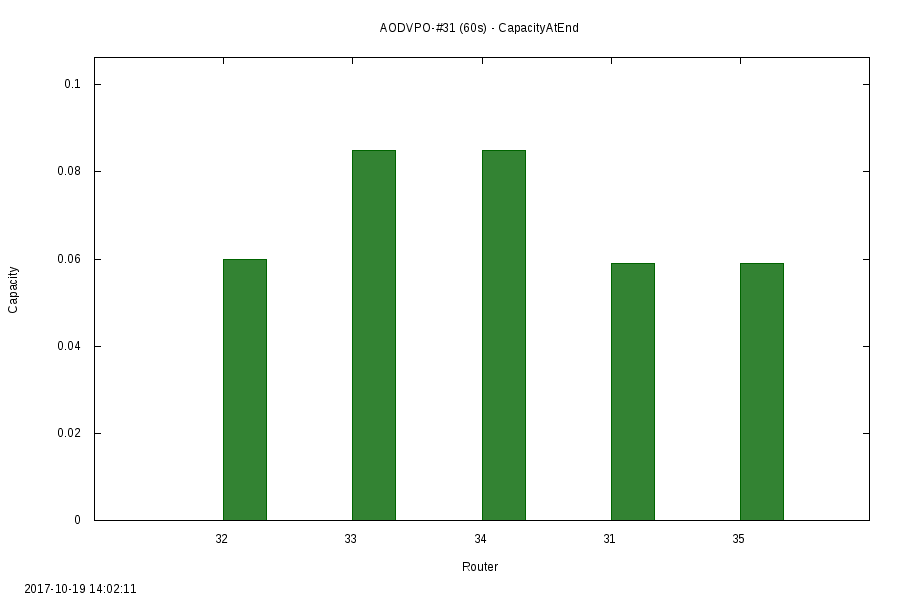 AODVPO-#31 (60s) - CapacityAtEnd
0.1
0.08
0.06
0.04
0.02
0
Capacity
32 33 34 31 35
Router
2017-10-19 14:02:11